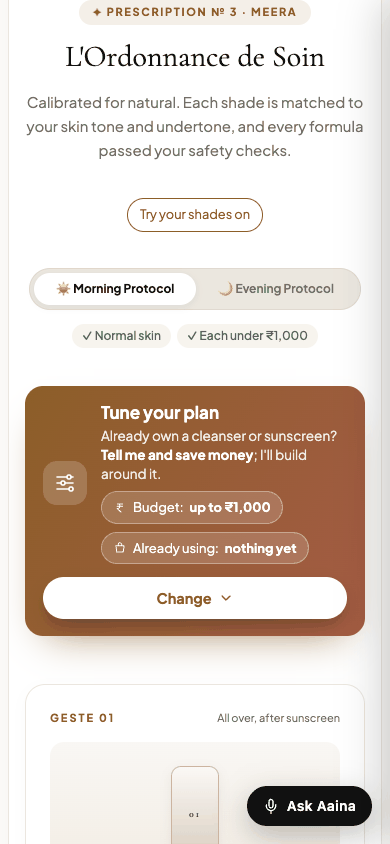 ✦ PRESCRIPTION Nº 3 · MEERA
L'Ordonnance de Soin
Calibrated for natural. Each shade is matched to
your skin tone and undertone, and every formula
passed your safety checks.
Try your shades on
Morning Protocol
Evening Protocol
✓ Normal skin
✓ Each under ₹1,000
Tune your plan
Already own a cleanser or sunscreen?
Tell me and save money; I'll build
around it.
₹ Budget: up to ₹1,000
Already using: nothing yet
Change
GESTE 01
All over, after sunscreen
01
Ask Aaina